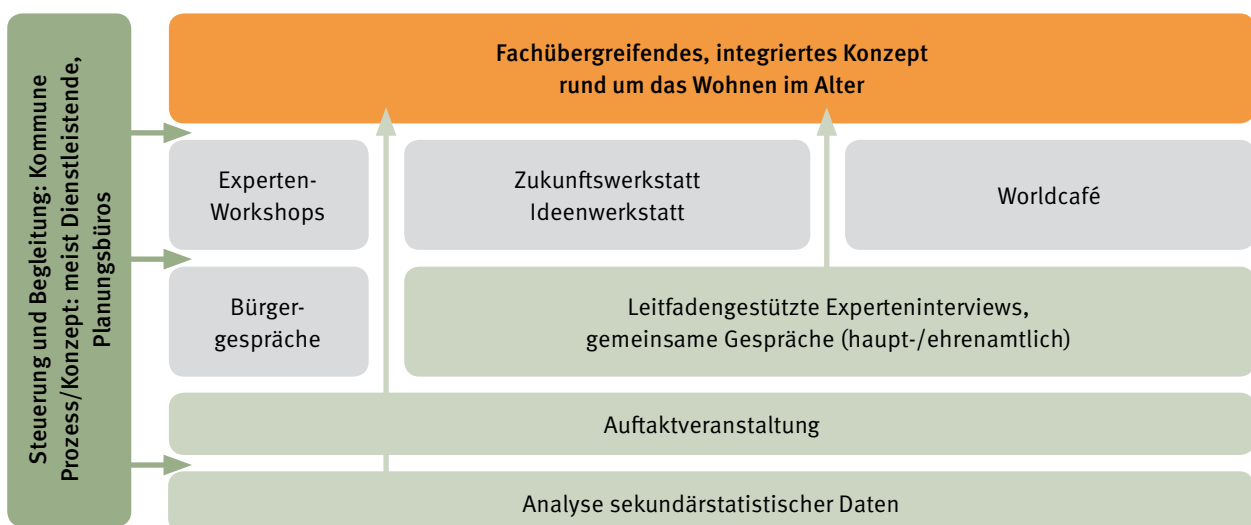 Steuerung und Begleitung: Kommune
Prozess/Konzept: meist Dienstleistende,
Planungsbüros
Fachübergreifendes, integriertes Konzept
rund um das Wohnen im Alter
Experten-
Workshops
Zukunftswerkstatt
Ideenwerkstatt
Worldcafé
Bürger-
gespräche
Leitfadengestützte Experteninterviews,
gemeinsame Gespräche (haupt-/ehrenamtlich)
Auftaktveranstaltung
Analyse sekundärstatistischer Daten